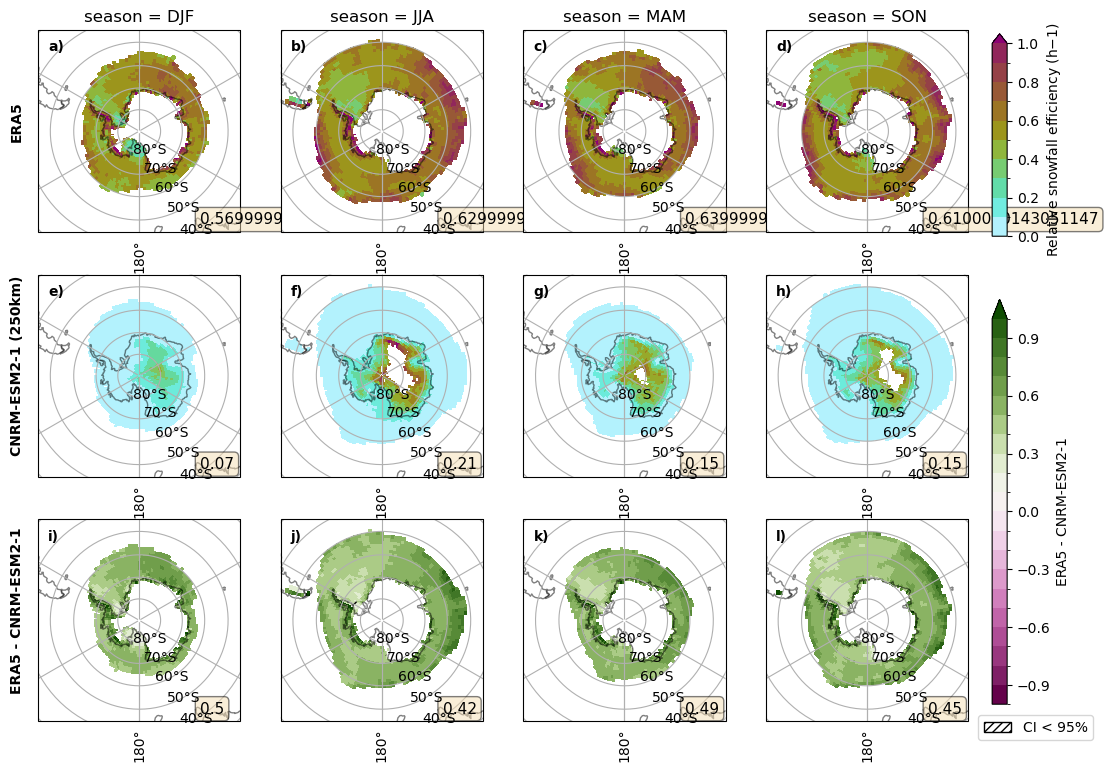 season = DJF
season = JJA
season = MAM
season = SON
ERA5
a)
80°S
70°S
60°S
50°S
40°S
0.5699999
180°
b)
80°S
70°S
60°S
50°S
40°S
0.6299999
180°
c)
80°S
70°S
60°S
50°S
40°S
0.6399999
180°
d)
80°S
70°S
60°S
50°S
40°S
180°
1.0
0.8
0.6
0.4
0.2
0.0
Relative snowfall efficiency (h−1)
CNRM-ESM2-1 (250km)
e)
80°S
70°S
60°S
50°S
40°S
0.07
180°
f)
80°S
70°S
60°S
50°S
40°S
0.21
180°
g)
80°S
70°S
60°S
50°S
40°S
0.15
180°
h)
80°S
70°S
60°S
50°S
40°S
0.15
180°
ERA5 - CNRM-ESM2-1
i)
80°S
70°S
60°S
50°S
40°S
0.5
180°
j)
80°S
70°S
60°S
50°S
40°S
0.42
180°
k)
80°S
70°S
60°S
50°S
40°S
0.49
180°
l)
80°S
70°S
60°S
50°S
40°S
0.45
180°
0.9
0.6
0.3
0.0
−0.3
−0.6
−0.9
ERA5 - CNRM-ESM2-1
CI < 95%